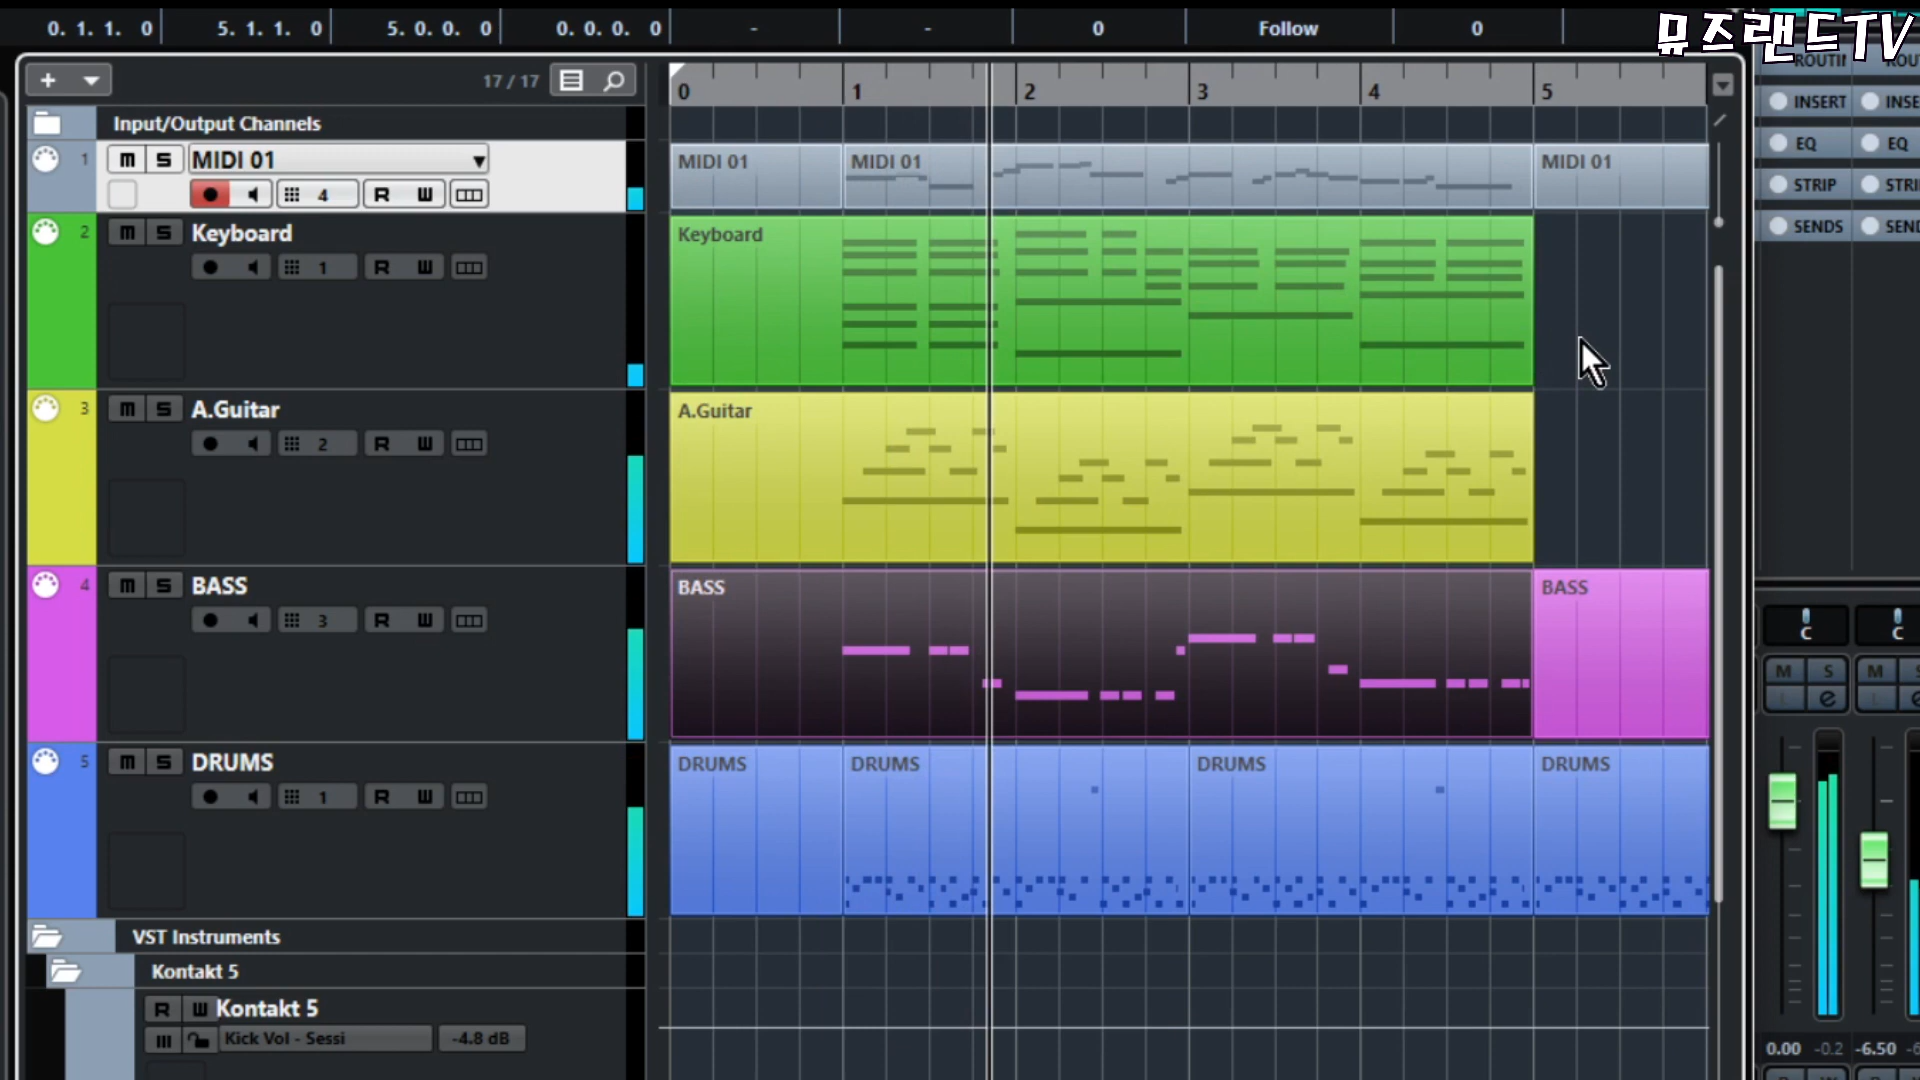 0. 1. 1. 0 5. 1. 1. 0 5. 0. 0. 0 0. 0. 0. 0 - - 0 Follow 0
뮤즈랜드TV
+ 17 / 17
0 1 2 3 4 5
Input/Output Channels
1 M S MIDI 01
4 R W
MIDI 01 MIDI 01 MIDI 01
2 M S Keyboard
1 R W
Keyboard
3 M S A.Guitar
2 R W
A.Guitar
4 M S BASS
3 R W
BASS BASS
5 M S DRUMS
1 R W
DRUMS DRUMS DRUMS DRUMS
VST Instruments
Kontakt 5
R W Kontakt 5
Kick Vol - Sessi -4.8 dB
INSERT INSE
EQ EQ
STRIP STRI
SENDS SEND
C C
M S M
L e
0.00 -0.2 -6.50